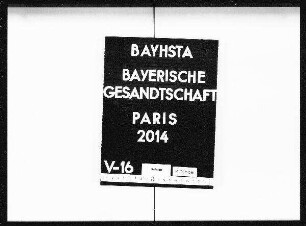 BAYHSTA
BAYERISCHE
GESANDTSCHAFT
PARIS
2014
V-16